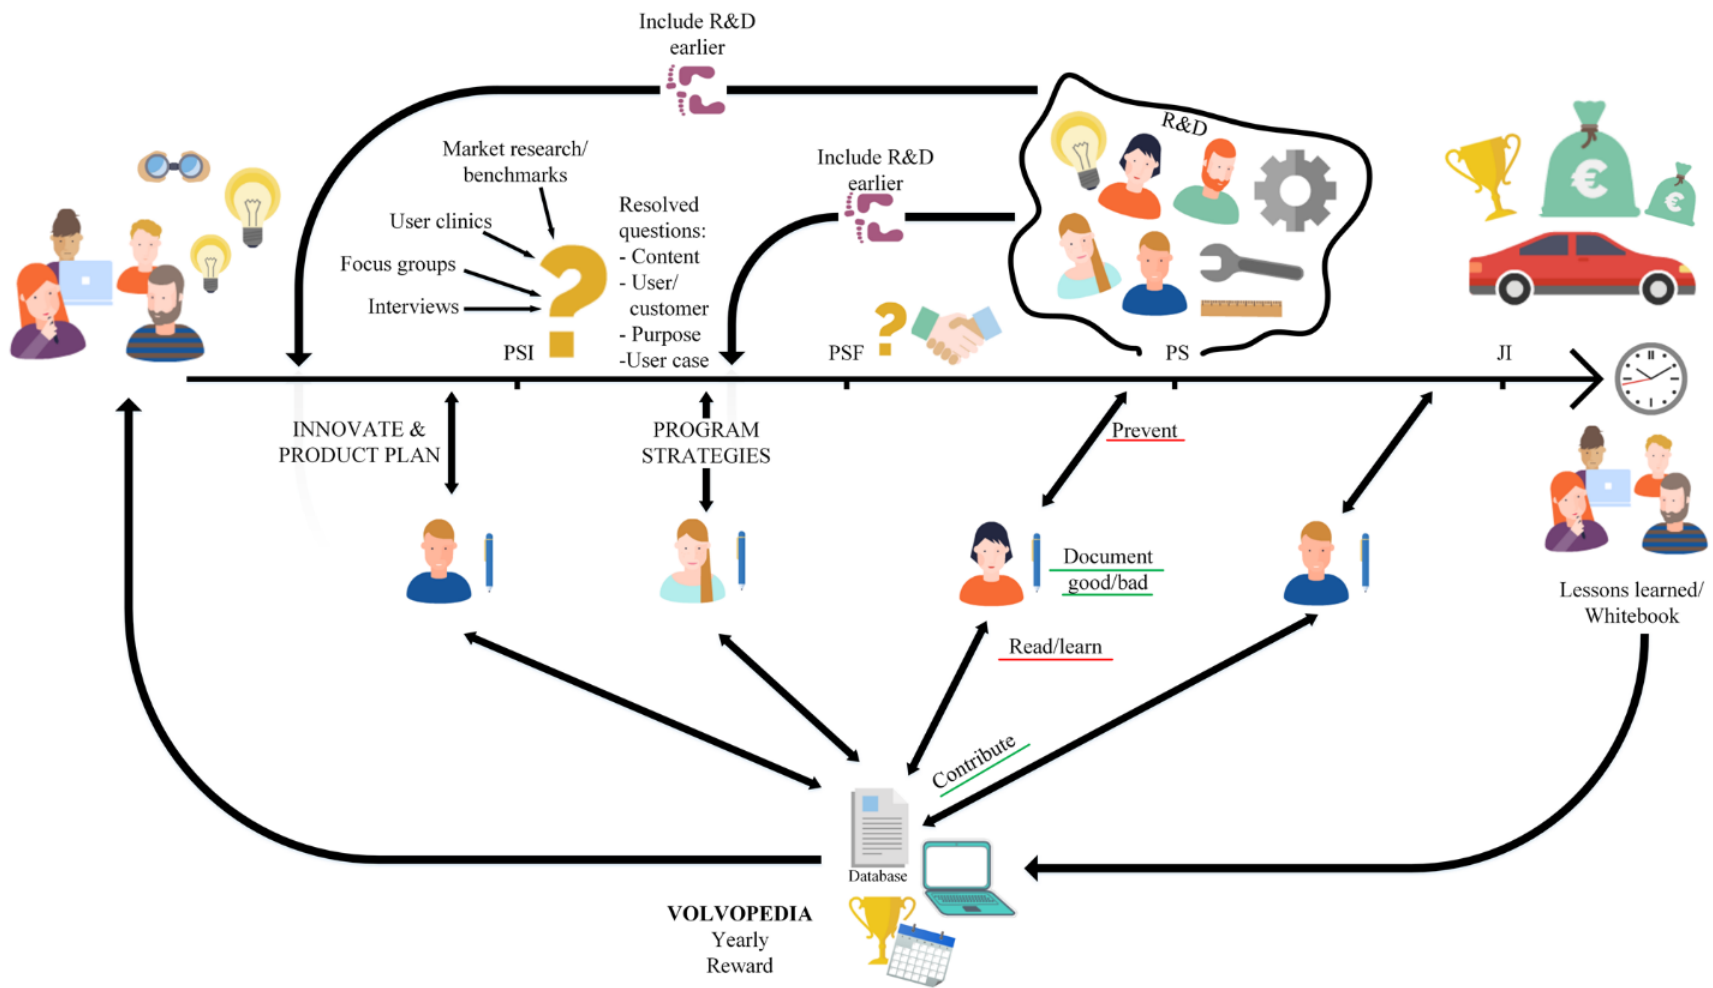 Include R&D
earlier
Market research/
benchmarks
User clinics
Focus groups
Interviews
Resolved
questions:
- Content
- User/
customer
- Purpose
-User case
Include R&D
earlier
R&D
PSI
PSF
PS
JI
INNOVATE &
PRODUCT PLAN
PROGRAM
STRATEGIES
Prevent
Document
good/bad
Read/learn
Contribute
Lessons learned/
Whitebook
Database
VOLVOPEDIA
Yearly
Reward